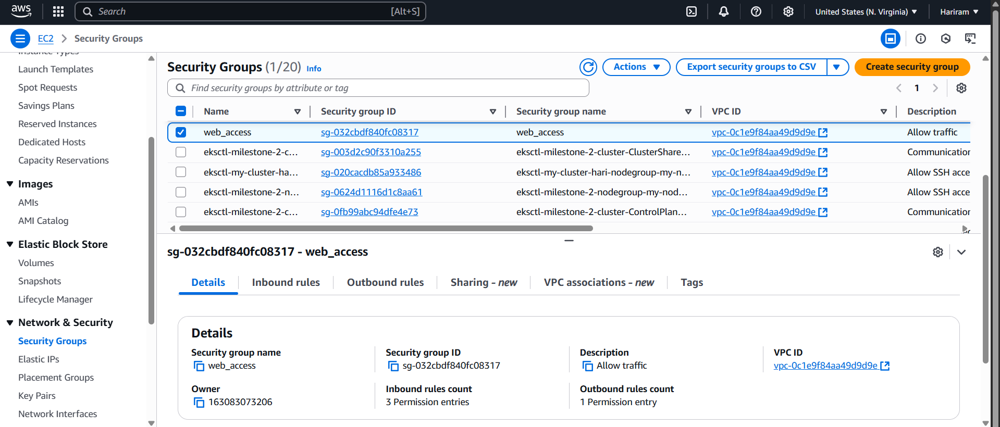 aws
Search [Alt+S]
United States (N. Virginia)
Hariram
EC2 > Security Groups
Instance Types
Launch Templates
Spot Requests
Savings Plans
Reserved Instances
Dedicated Hosts
Capacity Reservations
Images
AMIs
AMI Catalog
Elastic Block Store
Volumes
Snapshots
Lifecycle Manager
Network & Security
Security Groups
Elastic IPs
Placement Groups
Key Pairs
Network Interfaces
Security Groups (1/20) Info
Actions
Export security groups to CSV
Create security group
Find security groups by attribute or tag
1
Name Security group ID Security group name VPC ID Description
web_access sg-032cbdf840fc08317 web_access vpc-0c1e9f84aa49d9d9e Allow traffic
eksctl-milestone-2-c... sg-003d2c90f3310a255 eksctl-milestone-2-cluster-ClusterShare... vpc-0c1e9f84aa49d9d9e Communication
eksctl-my-cluster-ha... sg-020cacdb85a933486 eksctl-my-cluster-hari-nodegroup-my-n... vpc-0c1e9f84aa49d9d9e Allow SSH acce
eksctl-milestone-2-n... sg-0624d1116d1c8aa61 eksctl-milestone-2-nodegroup-my-nod... vpc-0c1e9f84aa49d9d9e Allow SSH acce
eksctl-milestone-2-c... sg-0fb99abc94dfe4e73 eksctl-milestone-2-cluster-ControlPlan... vpc-0c1e9f84aa49d9d9e Communication
sg-032cbdf840fc08317 - web_access
Details Inbound rules Outbound rules Sharing - new VPC associations - new Tags
Details
Security group name
web_access
Security group ID
sg-032cbdf840fc08317
Description
Allow traffic
VPC ID
vpc-0c1e9f84aa49d9d9e
Owner
163083073206
Inbound rules count
3 Permission entries
Outbound rules count
1 Permission entry